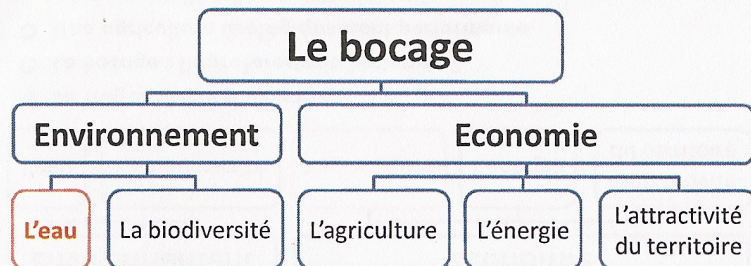 Le bocage
Environnement
Economie
L'eau
La biodiversité
L'agriculture
L'énergie
L'attractivité
du territoire